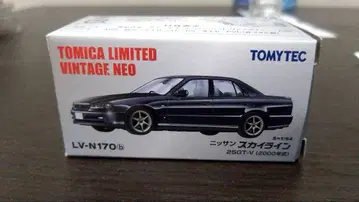 TOMICA LIMITED
VINTAGE NEO
TOMYTEC
LV-N170b
ニッサン スカイライン
25GT-V (2000年式)